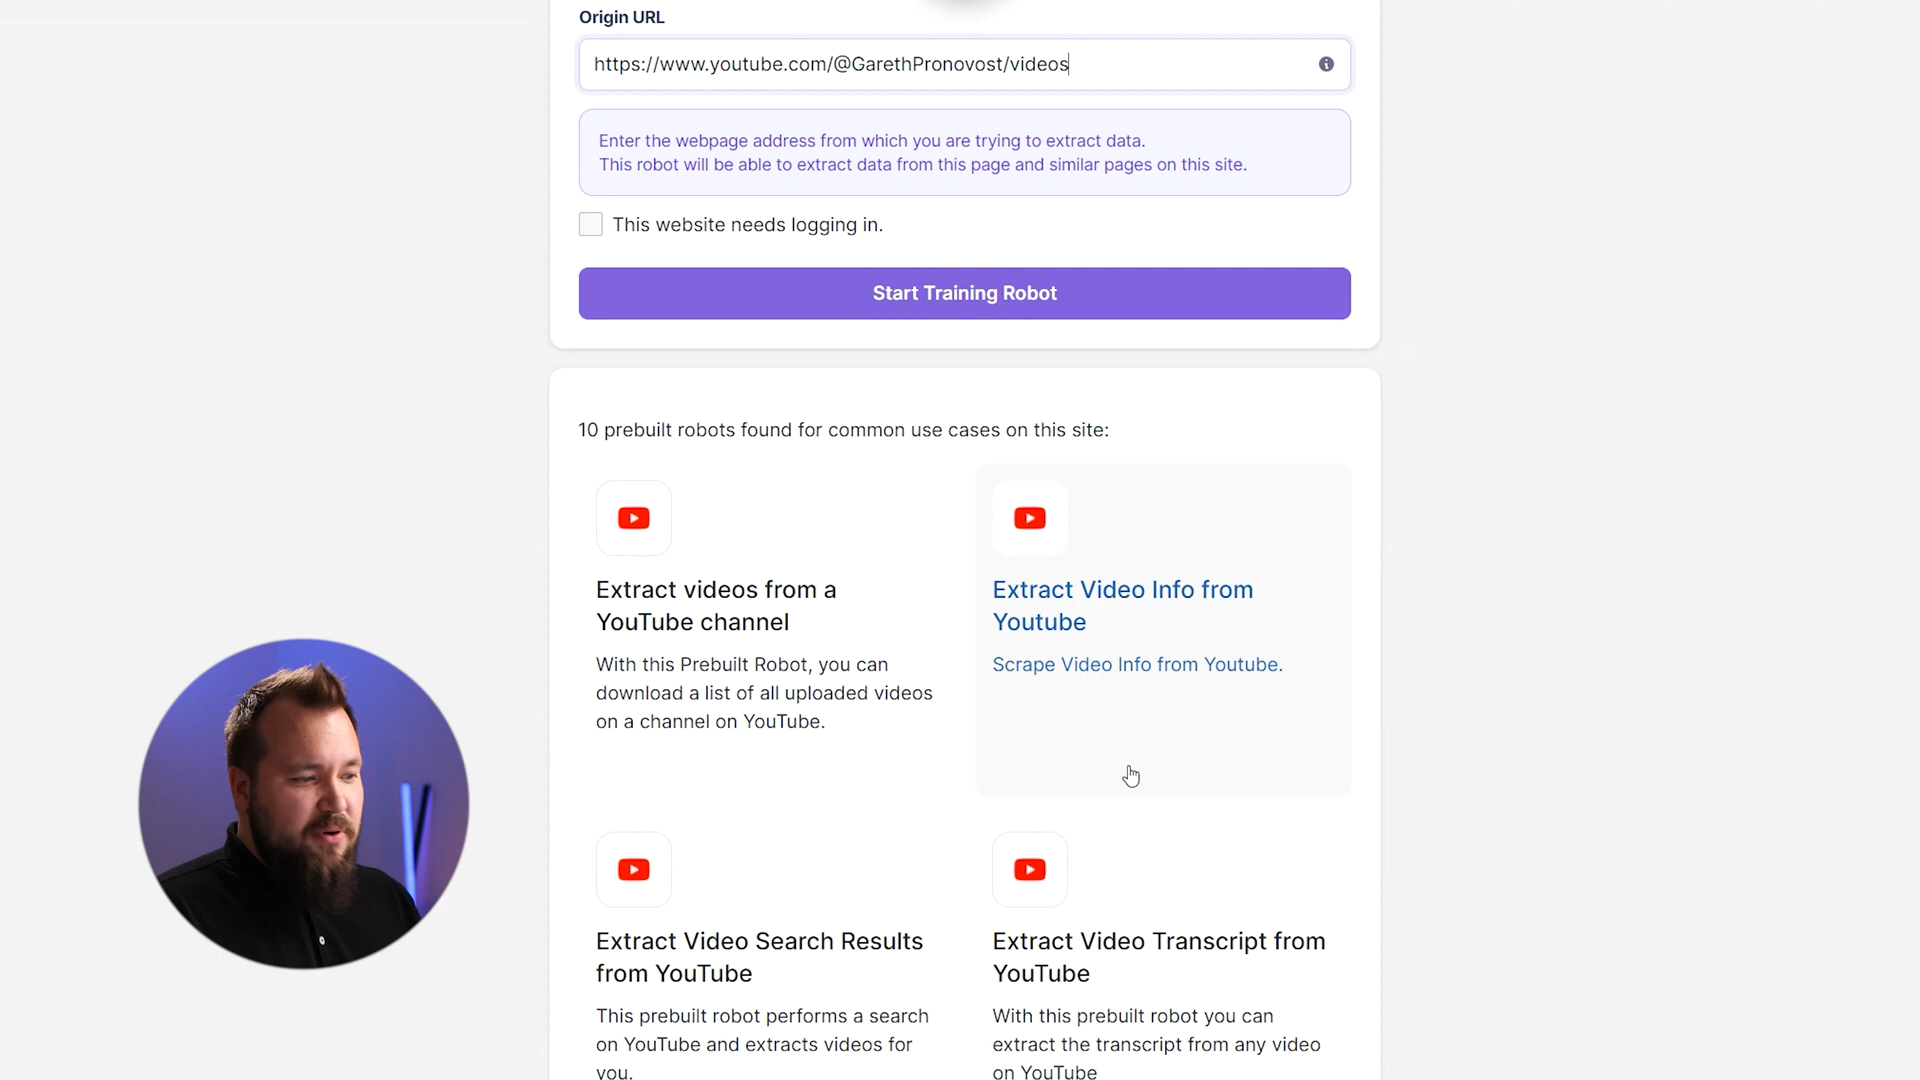 Origin URL
https://www.youtube.com/@GarethPronovost/videos
Enter the webpage address from which you are trying to extract data.
This robot will be able to extract data from this page and similar pages on this site.
This website needs logging in.
Start Training Robot
10 prebuilt robots found for common use cases on this site:
Extract videos from a
YouTube channel
With this Prebuilt Robot, you can
download a list of all uploaded videos
on a channel on YouTube.
Extract Video Info from
Youtube
Scrape Video Info from Youtube.
Extract Video Search Results
from YouTube
This prebuilt robot performs a search
on YouTube and extracts videos for
you.
Extract Video Transcript from
YouTube
With this prebuilt robot you can
extract the transcript from any video
on YouTube